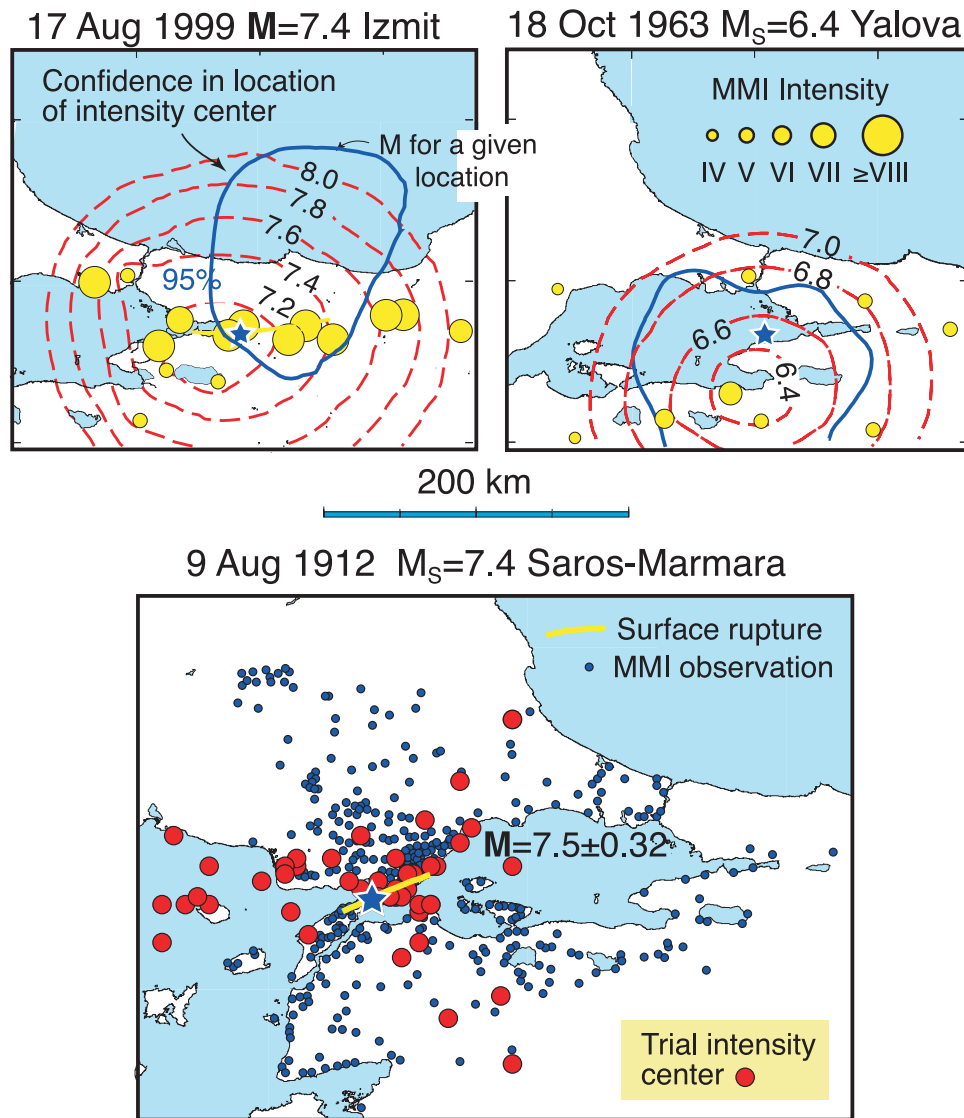 17 Aug 1999 M=7.4 Izmit
Confidence in location
of intensity center
M for a given
location
8.0
7.8
7.6
7.4
7.2
95%
18 Oct 1963 MS=6.4 Yalova
MMI Intensity
IV V VI VII ≥VIII
7.0
6.8
6.6
6.4
200 km
9 Aug 1912 MS=7.4 Saros-Marmara
Surface rupture
MMI observation
M=7.5±0.32
Trial intensity
center